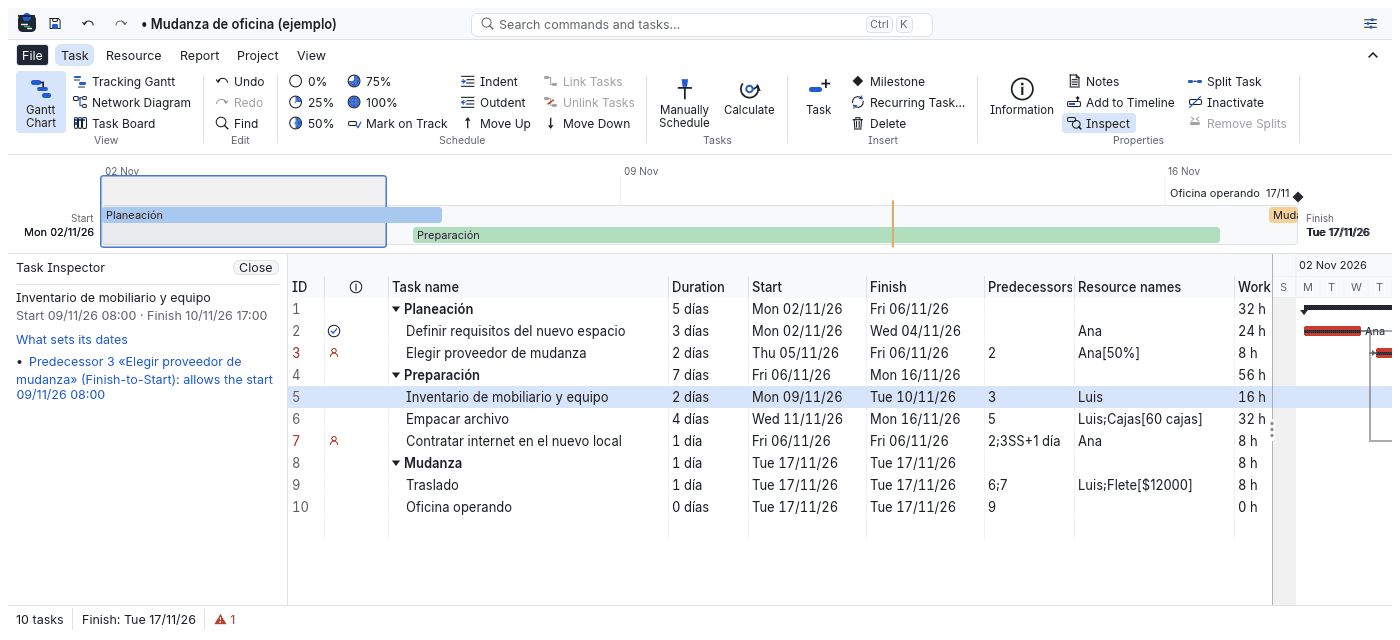 • Mudanza de oficina (ejemplo)
Search commands and tasks...
Ctrl K
File Task Resource Report Project View
Gantt Chart
Tracking Gantt
Network Diagram
Task Board
View
Undo
Redo
Find
Edit
0% 75%
25% 100%
50% Mark on Track
Indent Link Tasks
Outdent Unlink Tasks
Move Up Move Down
Schedule
Manually Schedule
Calculate
Tasks
Task
Milestone
Recurring Task...
Delete
Insert
Information
Notes
Add to Timeline
Inspect
Split Task
Inactivate
Remove Splits
Properties
02 Nov 09 Nov 16 Nov
Oficina operando 17/11
Start
Mon 02/11/26
Planeación
Preparación
Muda
Finish
Tue 17/11/26
Task Inspector
Close
Inventario de mobiliario y equipo
Start 09/11/26 08:00 · Finish 10/11/26 17:00
What sets its dates
• Predecessor 3 «Elegir proveedor de
mudanza» (Finish-to-Start): allows the start
09/11/26 08:00
ID Task name Duration Start Finish Predecessors Resource names Work
1 Planeación 5 días Mon 02/11/26 Fri 06/11/26 32 h
2 Definir requisitos del nuevo espacio 3 días Mon 02/11/26 Wed 04/11/26 Ana 24 h
3 Elegir proveedor de mudanza 2 días Thu 05/11/26 Fri 06/11/26 2 Ana[50%] 8 h
4 Preparación 7 días Fri 06/11/26 Mon 16/11/26 56 h
5 Inventario de mobiliario y equipo 2 días Mon 09/11/26 Tue 10/11/26 3 Luis 16 h
6 Empacar archivo 4 días Wed 11/11/26 Mon 16/11/26 5 Luis;Cajas[60 cajas] 32 h
7 Contratar internet en el nuevo local 1 día Fri 06/11/26 Fri 06/11/26 2;3SS+1 día Ana 8 h
8 Mudanza 1 día Tue 17/11/26 Tue 17/11/26 8 h
9 Traslado 1 día Tue 17/11/26 Tue 17/11/26 6;7 Luis;Flete[$12000] 8 h
10 Oficina operando 0 días Tue 17/11/26 Tue 17/11/26 9 0 h
02 Nov 2026
S M T W T
Ana
10 tasks Finish: Tue 17/11/26 1